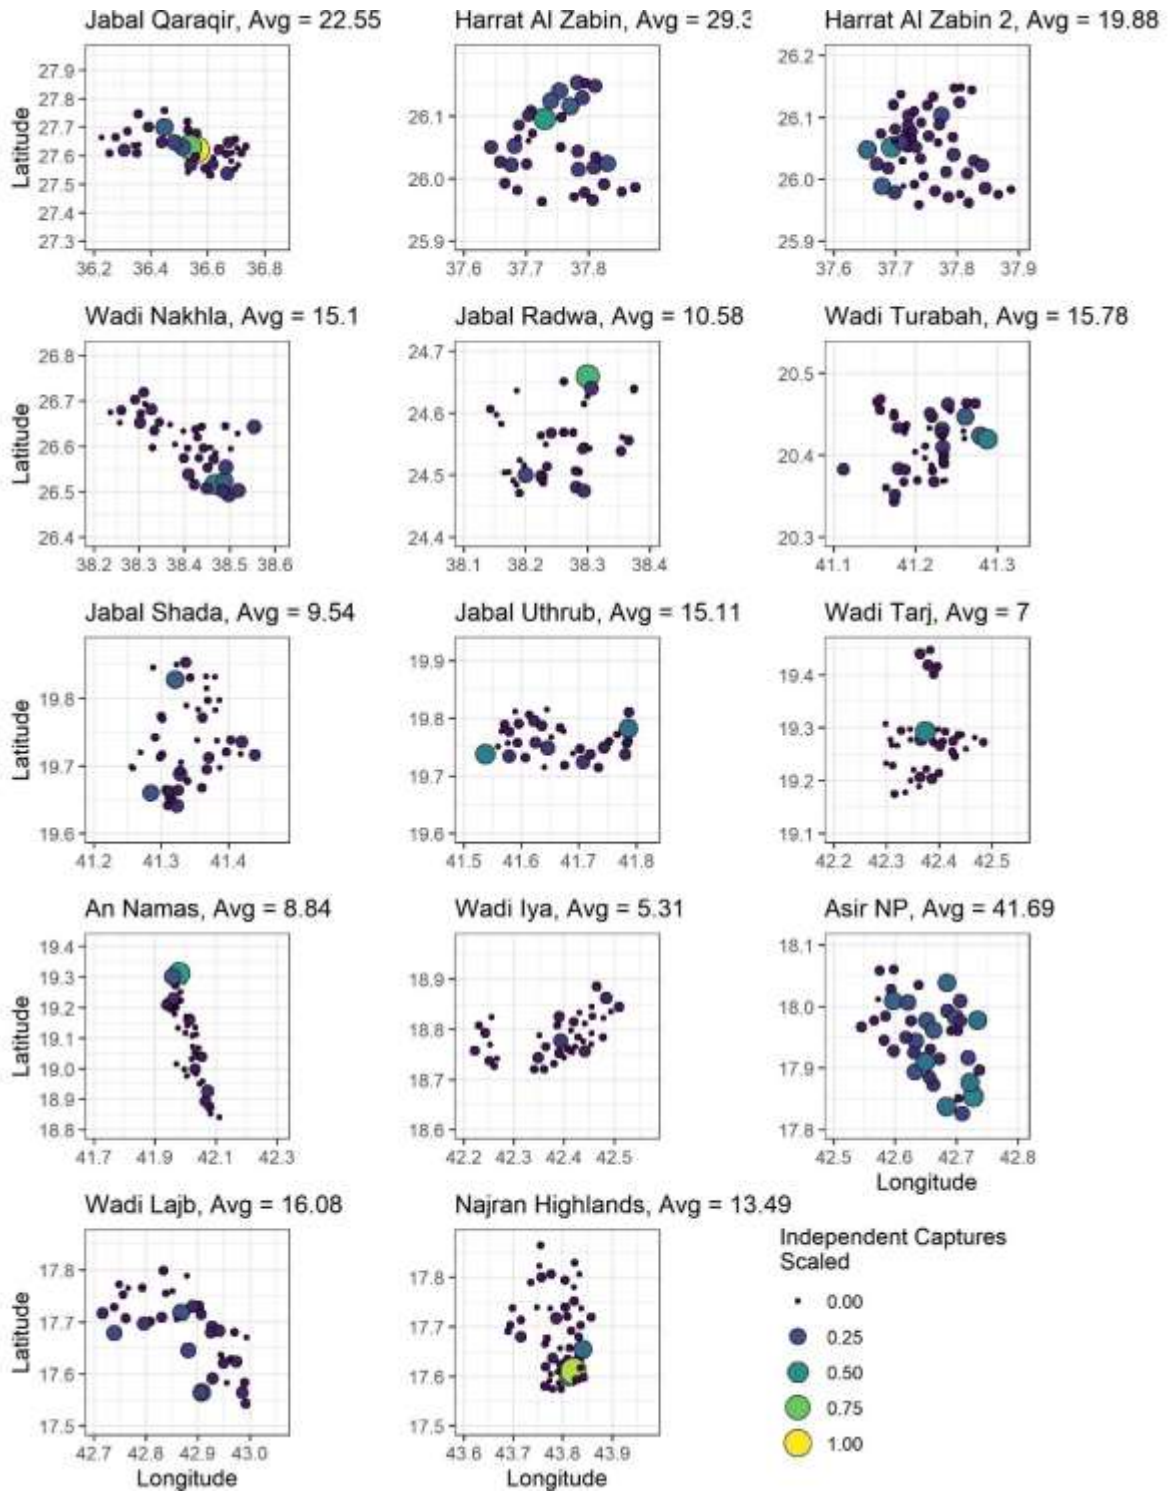 Jabal Qaraqir, Avg = 22.55
Harrat Al Zabin, Avg = 29.3
Harrat Al Zabin 2, Avg = 19.88
Latitude
27.9
27.8
27.7
27.6
27.5
27.4
27.3
36.2 36.4 36.6 36.8
26.1
26.0
25.9
37.6 37.7 37.8
26.2
26.1
26.0
25.9
37.6 37.7 37.8 37.9
Wadi Nakhla, Avg = 15.1
Jabal Radwa, Avg = 10.58
Wadi Turabah, Avg = 15.78
Latitude
26.8
26.7
26.6
26.5
26.4
38.2 38.3 38.4 38.5 38.6
24.7
24.6
24.5
24.4
38.1 38.2 38.3 38.4
20.5
20.4
20.3
41.1 41.2 41.3
Jabal Shada, Avg = 9.54
Jabal Uthrub, Avg = 15.11
Wadi Tarj, Avg = 7
Latitude
19.8
19.7
19.6
41.2 41.3 41.4
19.9
19.8
19.7
19.6
41.5 41.6 41.7 41.8
19.4
19.3
19.2
19.1
42.2 42.3 42.4 42.5
An Namas, Avg = 8.84
Wadi Iya, Avg = 5.31
Asir NP, Avg = 41.69
Latitude
19.4
19.3
19.2
19.1
19.0
18.9
18.8
41.7 41.9 42.1 42.3
18.9
18.8
18.7
18.6
42.2 42.3 42.4 42.5
18.1
18.0
17.9
17.8
42.5 42.6 42.7 42.8
Longitude
Wadi Lajb, Avg = 16.08
Najran Highlands, Avg = 13.49
Latitude
17.8
17.7
17.6
17.5
42.7 42.8 42.9 43.0
Longitude
17.8
17.7
17.6
17.5
43.6 43.7 43.8 43.9
Longitude
Independent Captures
Scaled
0.00
0.25
0.50
0.75
1.00